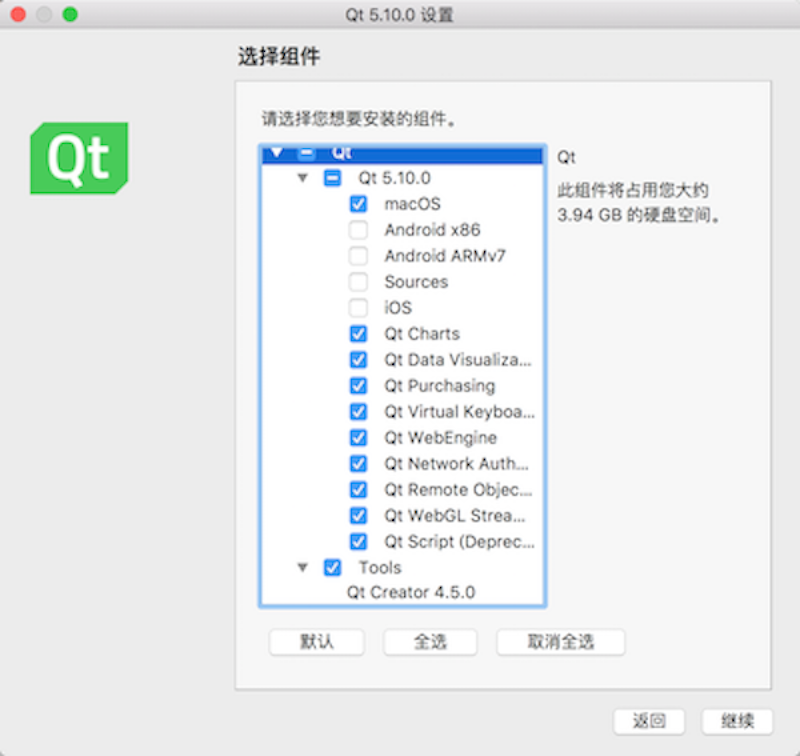 Qt 5.10.0 设置
选择组件
Qt
请选择您想要安装的组件。
Qt
Qt 5.10.0
macOS
Android x86
Android ARMv7
Sources
iOS
Qt Charts
Qt Data Visualiza...
Qt Purchasing
Qt Virtual Keyboa...
Qt WebEngine
Qt Network Auth...
Qt Remote Objec...
Qt WebGL Strea...
Qt Script (Deprec...
Tools
Qt Creator 4.5.0
Qt
此组件将占用您大约
3.94 GB 的硬盘空间。
默认
全选
取消全选
返回
继续